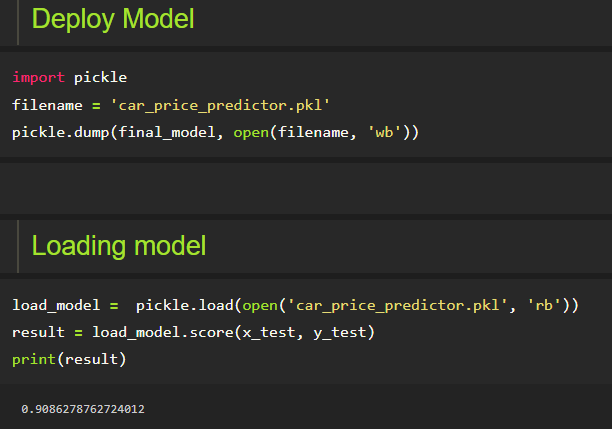 Deploy Model
import pickle
filename = 'car_price_predictor.pkl'
pickle.dump(final_model, open(filename, 'wb'))
Loading model
load_model =  pickle.load(open('car_price_predictor.pkl', 'rb'))
result = load_model.score(x_test, y_test)
print(result)
0.9086278762724012